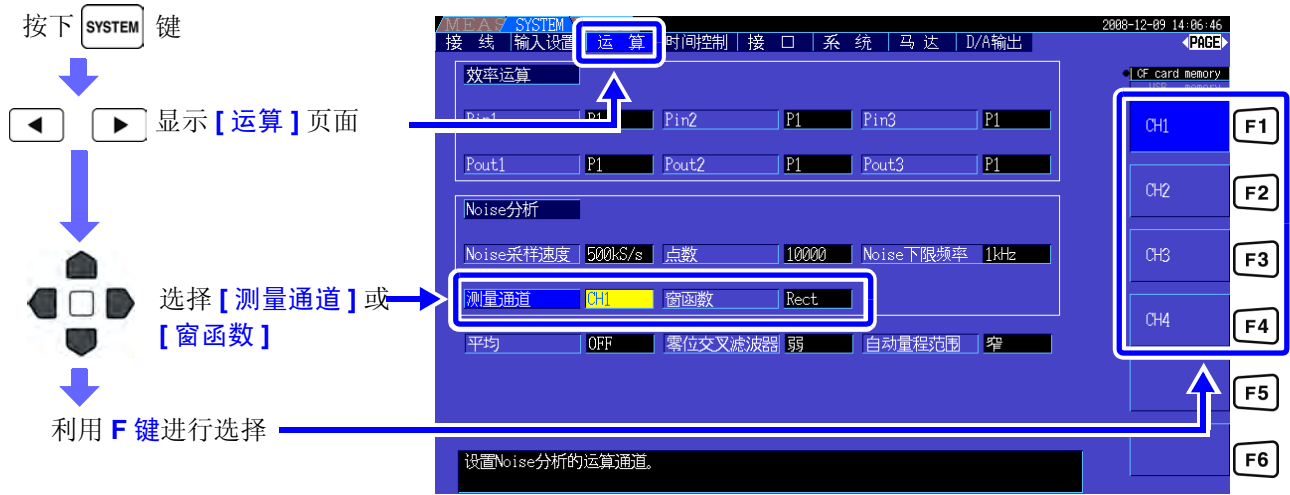 按下 SYSTEM 键
显示 [ 运算 ] 页面
选择 [ 测量通道 ] 或
[ 窗函数 ]
利用 F 键进行选择
MEAS SYSTEM 2008-12-09 14:06:46
接 线 输入设置 运 算 时间控制 接 口 系 统 马 达 D/A输出 PAGE
效率运算
CF card memory
USB memory
Pin1 P1 Pin2 P1 Pin3 P1
Pout1 P1 Pout2 P1 Pout3 P1
Noise分析
Noise采样速度 500kS/s 点数 10000 Noise下限频率 1kHz
测量通道 CH1 窗函数 Rect
平均 OFF 零位交叉滤波器 弱 自动量程范围 窄
设置Noise分析的运算通道。
CH1 F1
CH2 F2
CH3 F3
CH4 F4
F5
F6